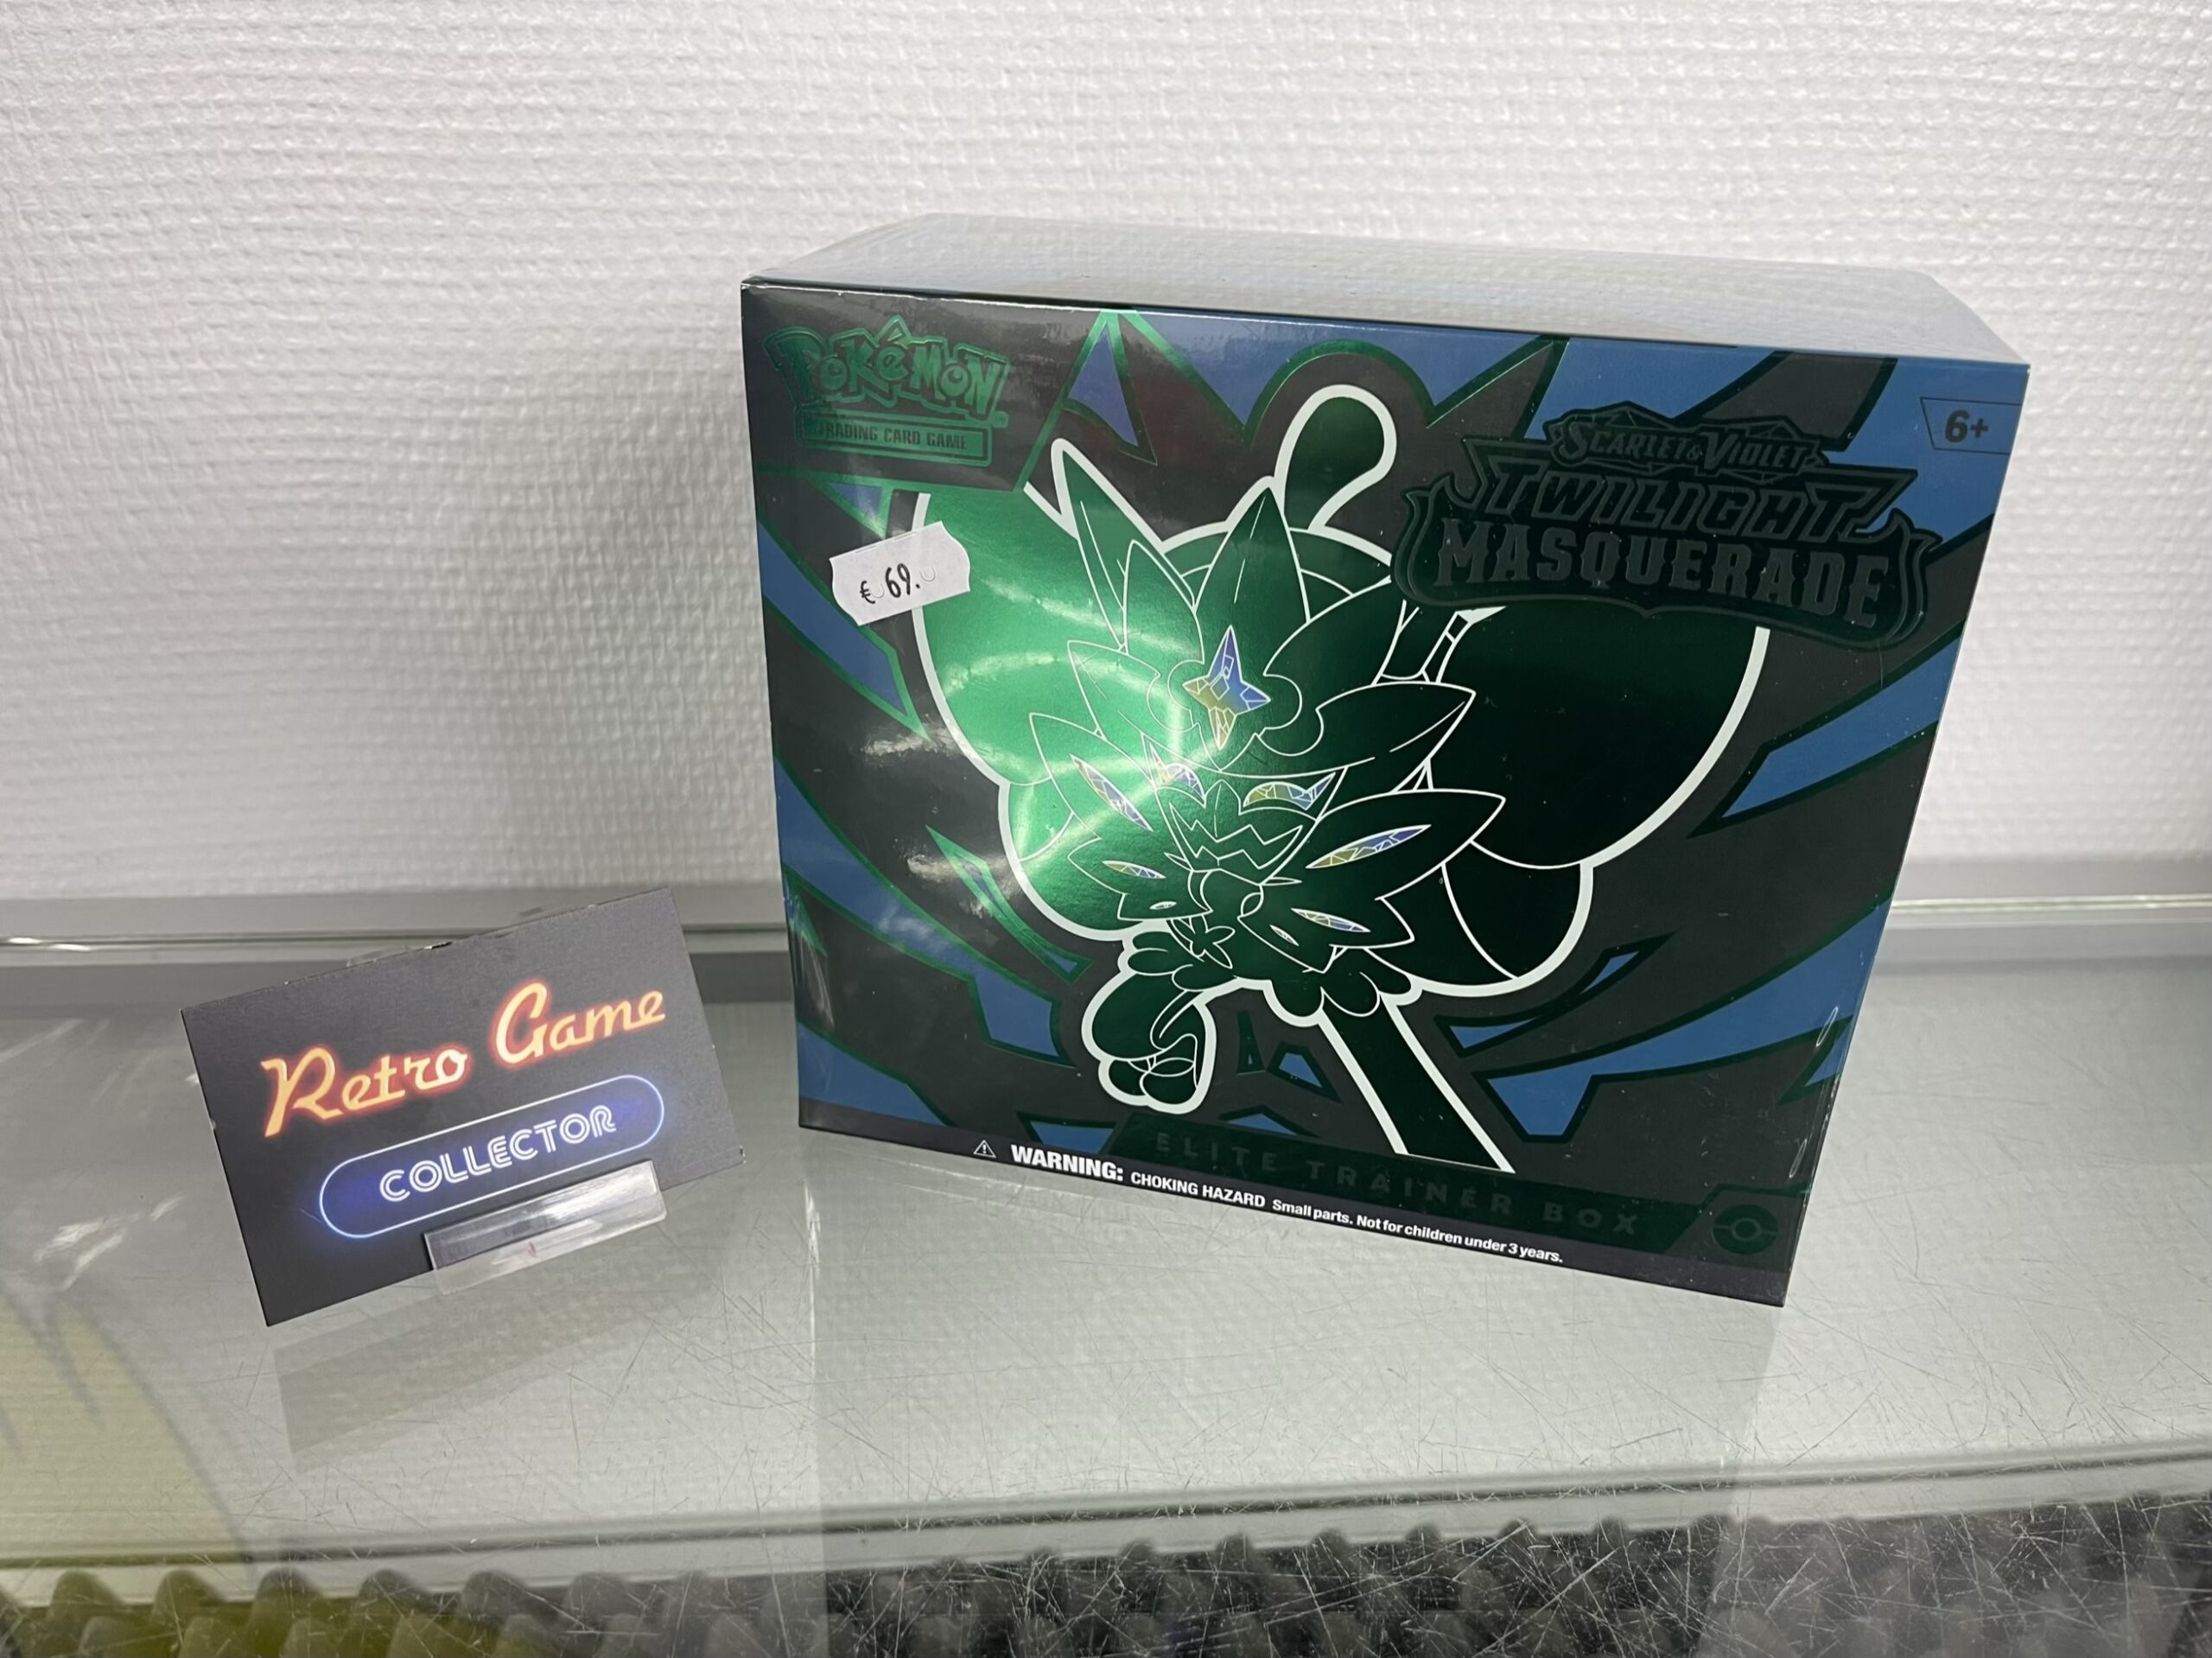 Pokémon
TRADING CARD GAME
SCARLET & VIOLET
TWILIGHT
MASQUERADE
6+
€ 69.
Retro Game
COLLECTOR
ELITE TRAINER BOX
WARNING: CHOKING HAZARD Small parts. Not for children under 3 years.